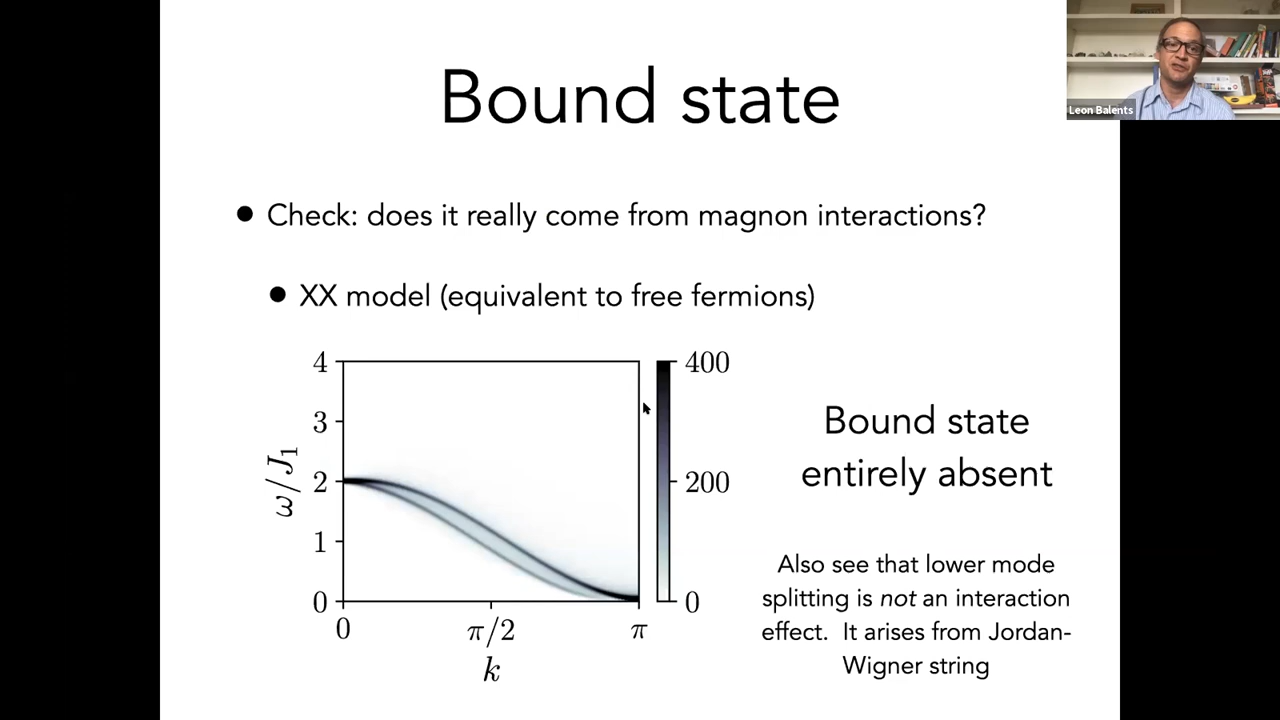 Bound state
Leon Balents
• Check: does it really come from magnon interactions?
• XX model (equivalent to free fermions)
4
3
2
1
0
ω/J₁
0
π/2
π
k
400
200
0
Bound state
entirely absent
Also see that lower mode
splitting is not an interaction
effect. It arises from Jordan-
Wigner string